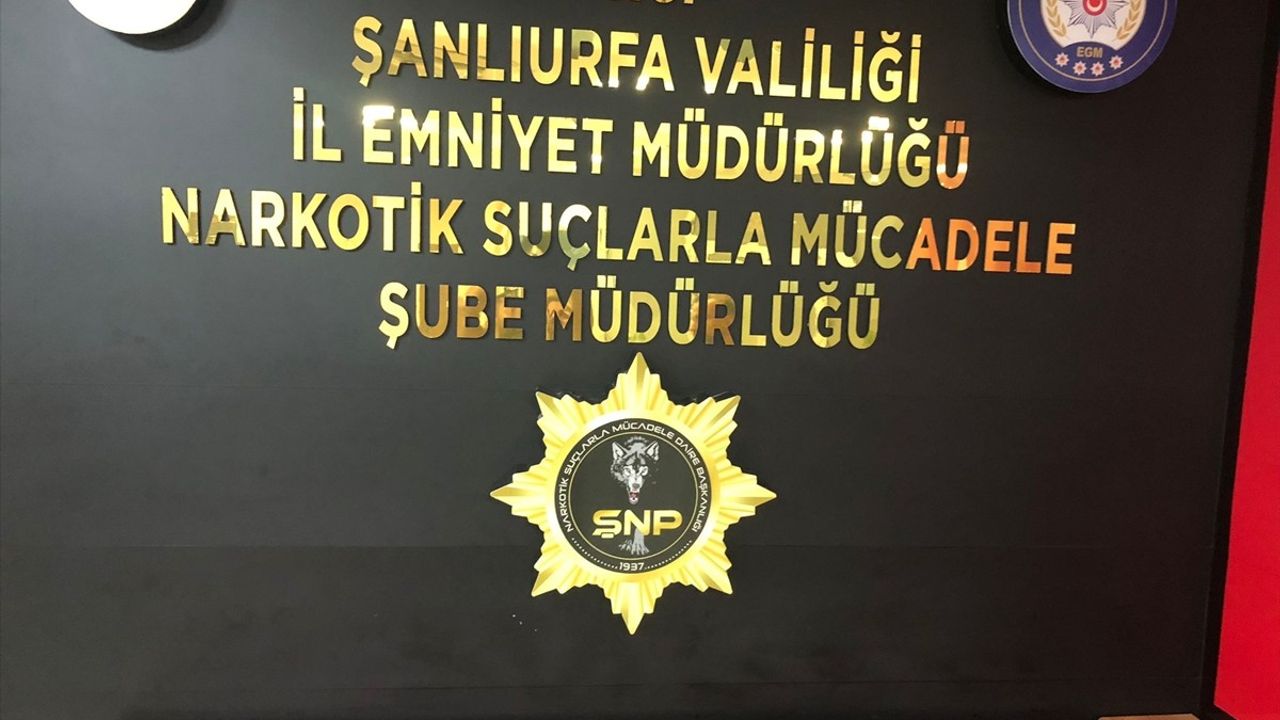 EGM
ŞANLIURFA VALİLİĞİ
İL EMNİYET MÜDÜRLÜĞÜ
NARKOTİK SUÇLARLA MÜCADELE
ŞUBE MÜDÜRLÜĞÜ
NARKOTİK SUÇLARLA MÜCADELE DAİRE BAŞKANLIĞI
ŞNP
1937